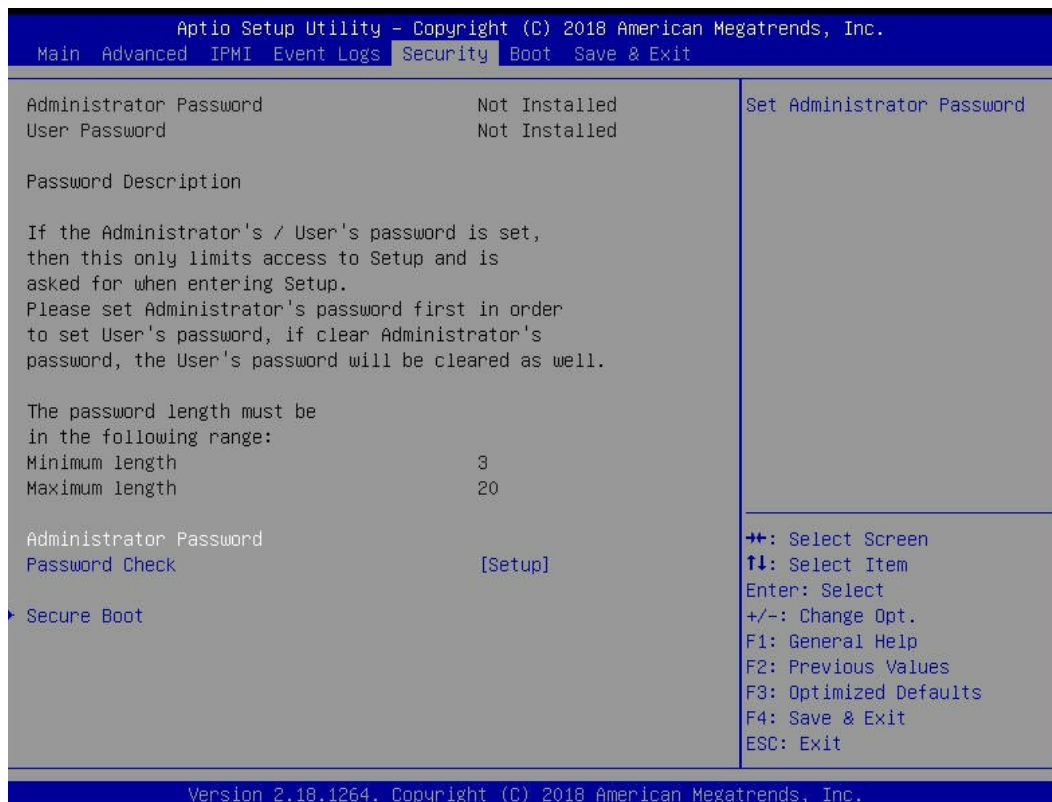 Aptio Setup Utility - Copyright (C) 2018 American Megatrends, Inc.
Main Advanced IPMI Event Logs Security Boot Save & Exit
Administrator Password Not Installed
User Password Not Installed
Password Description
If the Administrator's / User's password is set,
then this only limits access to Setup and is
asked for when entering Setup.
Please set Administrator's password first in order
to set User's password, if clear Administrator's
password, the User's password will be cleared as well.
The password length must be
in the following range:
Minimum length 3
Maximum length 20
Administrator Password
Password Check [Setup]
Secure Boot
Set Administrator Password
→←: Select Screen
↑↓: Select Item
Enter: Select
+/-: Change Opt.
F1: General Help
F2: Previous Values
F3: Optimized Defaults
F4: Save & Exit
ESC: Exit
Version 2.18.1264. Copyright (C) 2018 American Megatrends, Inc.